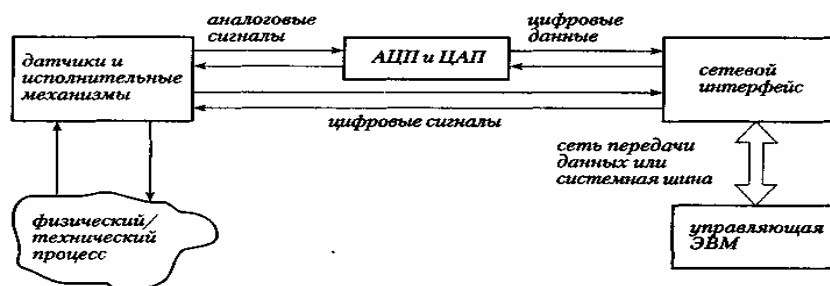 аналоговые
сигналы
цифровые
данные
датчики и
исполнительные
механизмы
АЦП и ЦАП
сетевой
интерфейс
цифровые сигналы
сеть передачи
данных или
системная шина
физический/
технический
процесс
управляющая
ЭВМ